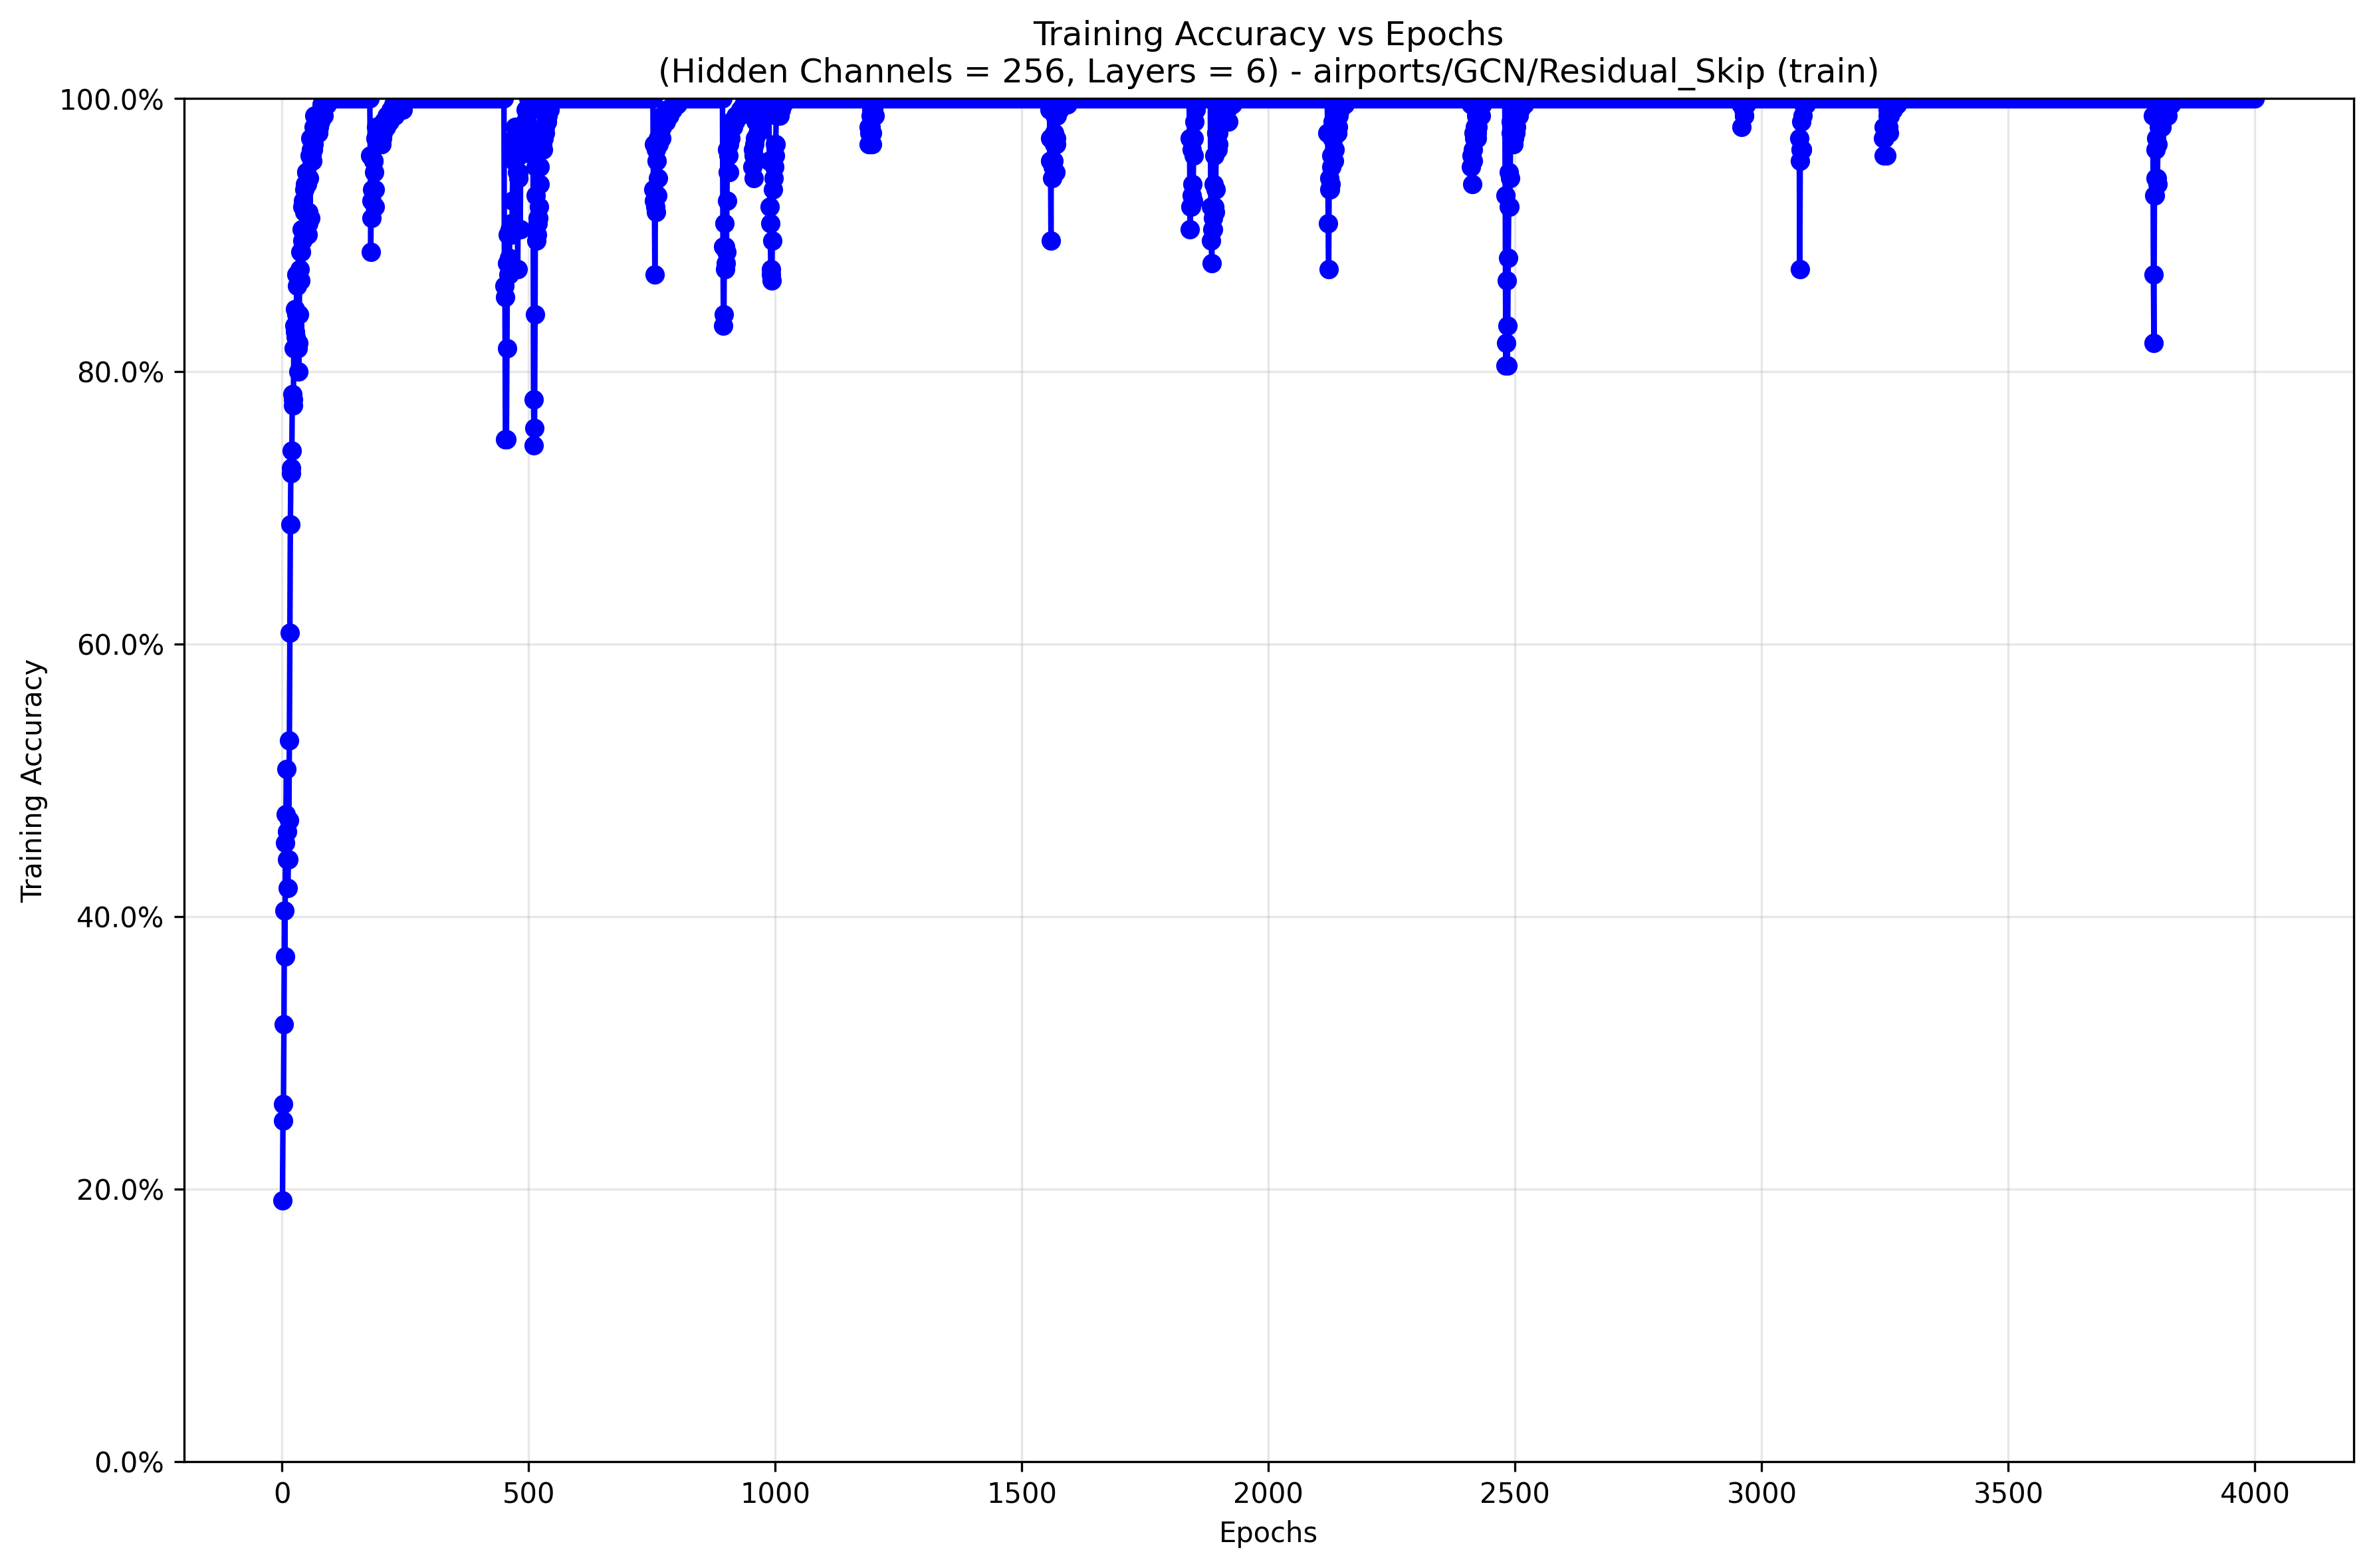 Training Accuracy vs Epochs
(Hidden Channels = 256, Layers = 6) - airports/GCN/Residual_Skip (train)
100.0%
80.0%
60.0%
40.0%
20.0%
0.0%
Training Accuracy
0 500 1000 1500 2000 2500 3000 3500 4000
Epochs